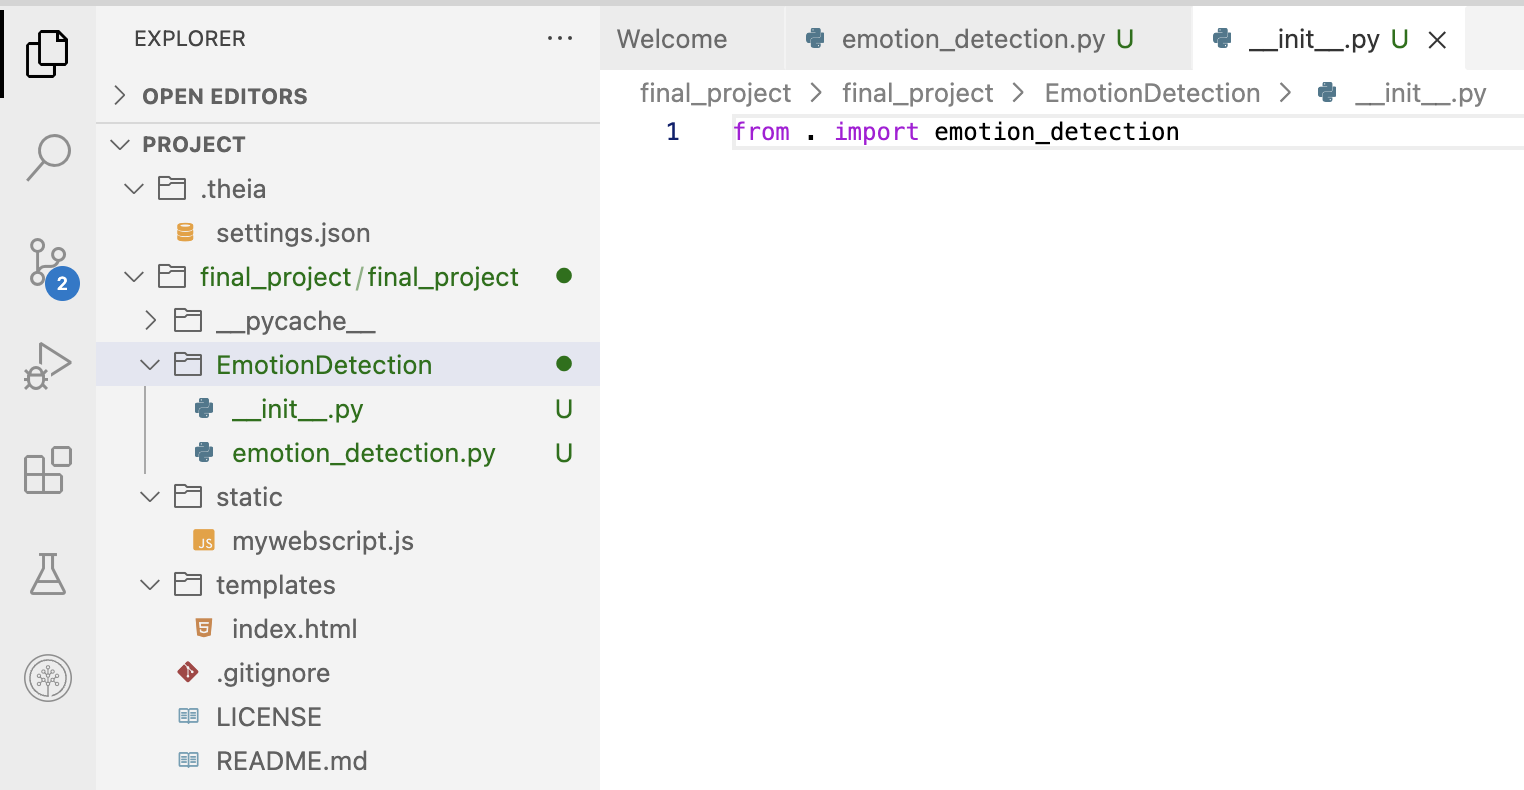 EXPLORER
OPEN EDITORS
PROJECT
.theia
settings.json
final_project/final_project
__pycache__
EmotionDetection
__init__.py U
emotion_detection.py U
static
JS mywebscript.js
templates
5 index.html
.gitignore
LICENSE
README.md
2
Welcome emotion_detection.py U __init__.py U
final_project > final_project > EmotionDetection > __init__.py
1 from . import emotion_detection